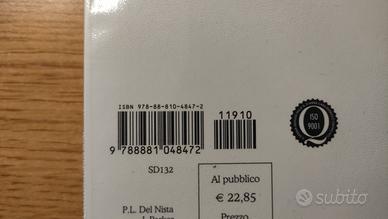 ISBN 978-88-810-4847-2
11910
9 788881 048472
ISO
9001
Q
SD132
Al pubblico
€ 22,85
Prezzo
P.L. Del Nista
J. Parker
subito